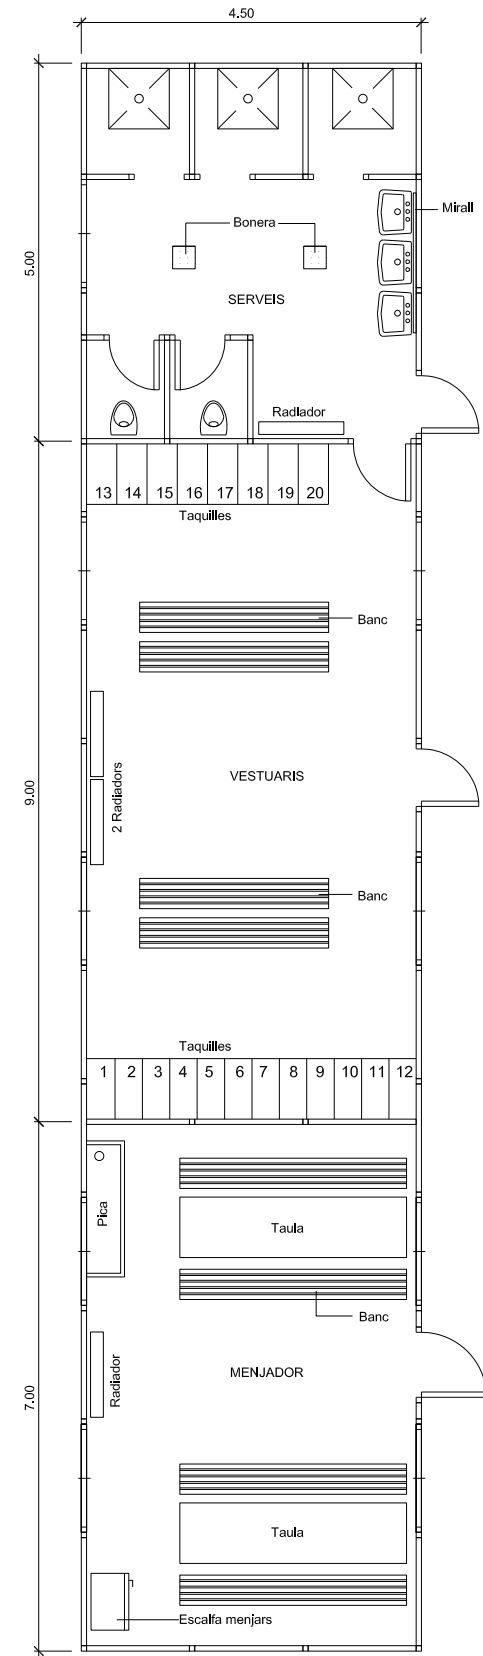 4.50
Mirall
Bonera
5.00
SERVEIS
Radiador
13 14 15 16 17 18 19 20
Taquilles
Banc
9.00
2 Radiadors
VESTUARIS
Banc
Taquilles
1 2 3 4 5 6 7 8 9 10 11 12
Pica
Taula
Banc
7.00
Radiador
MENJADOR
Taula
Escalfa menjars